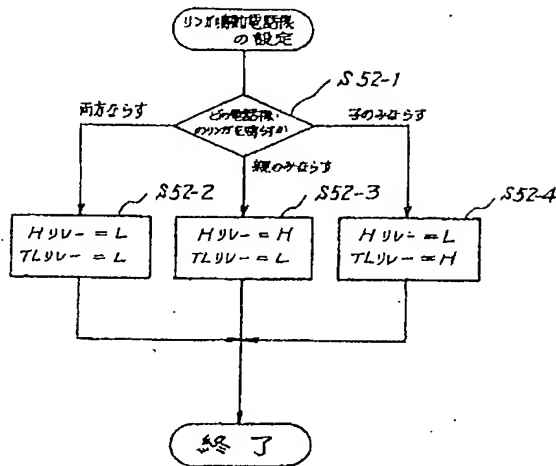 リンガ鳴動電話機
の設定
S52-1
どの電話機
のリンガを鳴らすか
両方ならす
子のみならす
親のみならす
S52-2
S52-3
S52-4
Hリレー=L
TLリレー=L
Hリレー=H
TLリレー=L
Hリレー=L
TLリレー=H
終了